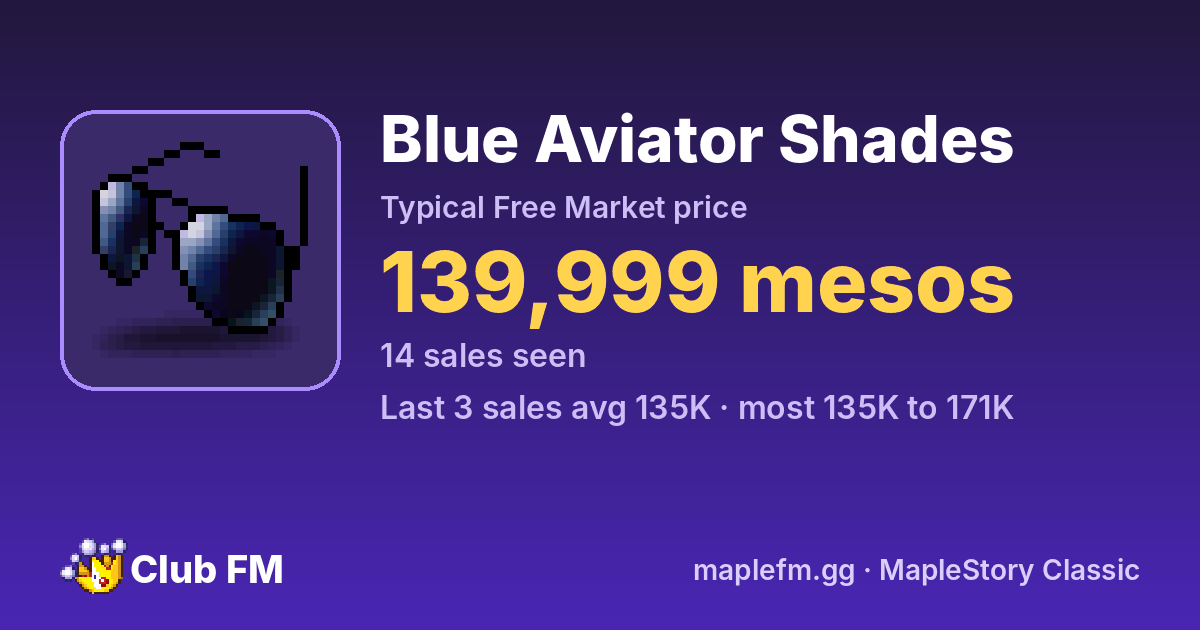 Blue Aviator Shades
Typical Free Market price
139,999 mesos
14 sales seen
Last 3 sales avg 135K · most 135K to 171K
Club FM
maplefm.gg · MapleStory Classic